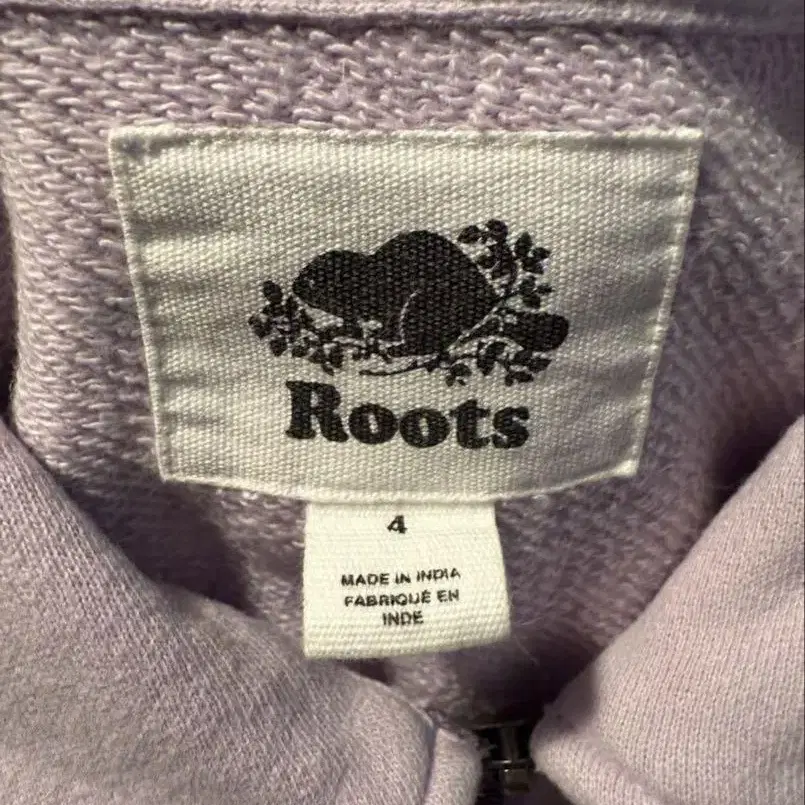 Roots
4
MADE IN INDIA
FABRIQUÉ EN
INDE